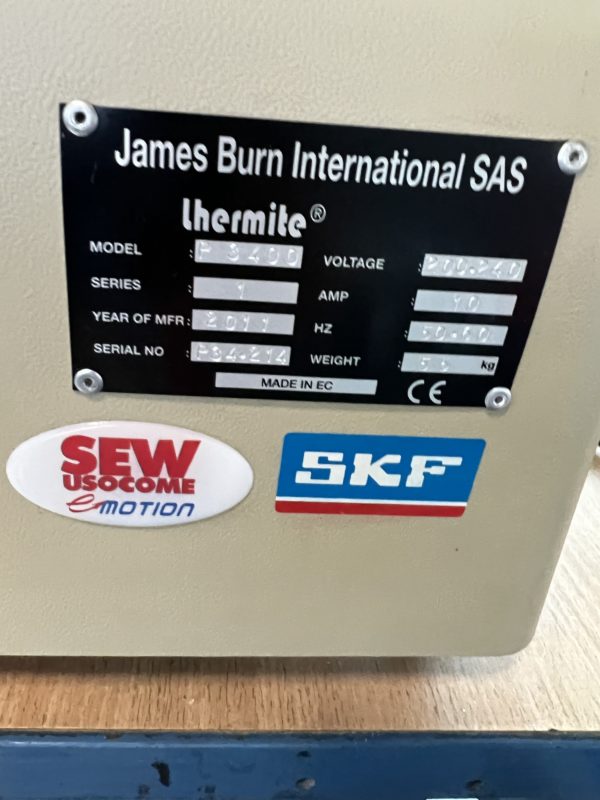 James Burn International SAS
lhermite®
MODEL : P 3400
VOLTAGE : 200.240
SERIES : 1
AMP : 10
YEAR OF MFR : 2011
HZ : 50.60
SERIAL NO : P34.214
WEIGHT : kg
MADE IN EC
CE
SEW
USOCOME
eMOTION
SKF